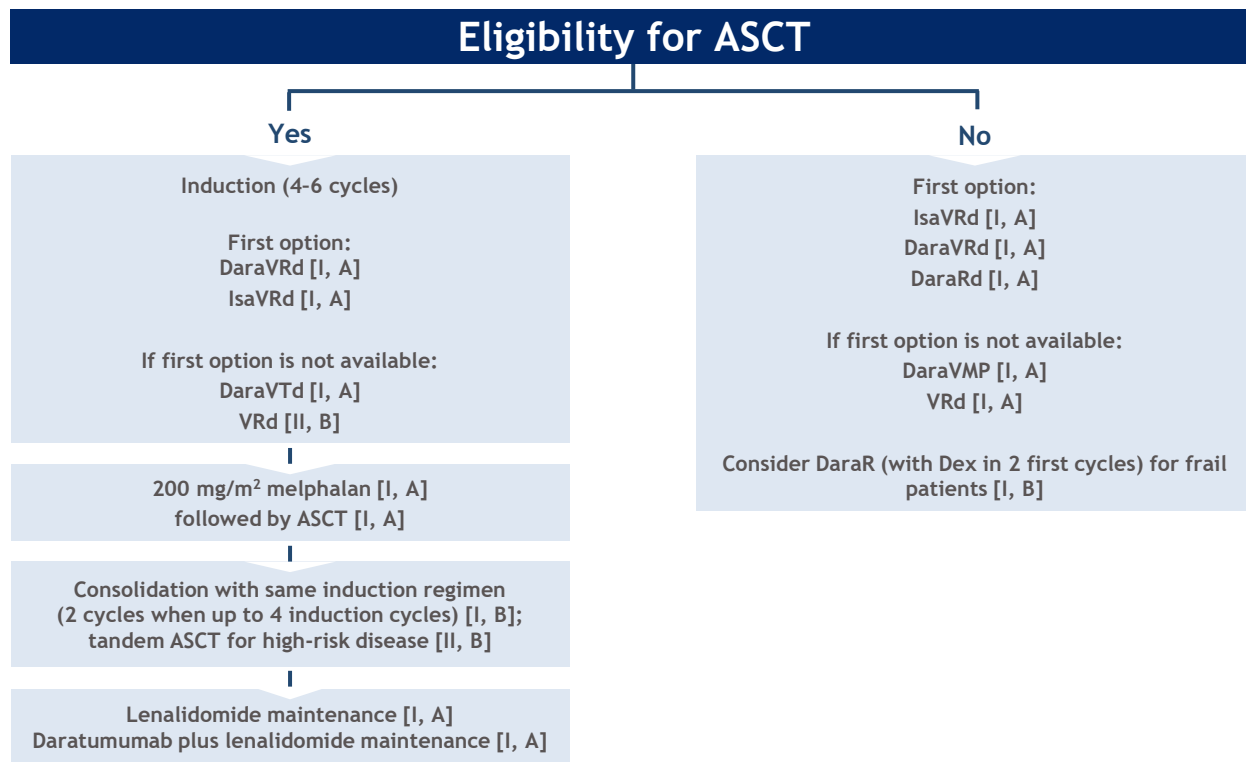 Eligibility for ASCT
Yes
Induction (4–6 cycles)
First option:
DaraVRd [I, A]
IsaVRd [I, A]
If first option is not available:
DaraVTd [I, A]
VRd [II, B]
200 mg/m² melphalan [I, A]
followed by ASCT [I, A]
Consolidation with same induction regimen
(2 cycles when up to 4 induction cycles) [I, B];
tandem ASCT for high-risk disease [II, B]
Lenalidomide maintenance [I, A]
Daratumumab plus lenalidomide maintenance [I, A]
No
First option:
IsaVRd [I, A]
DaraVRd [I, A]
DaraRd [I, A]
If first option is not available:
DaraVMP [I, A]
VRd [I, A]
Consider DaraR (with Dex in 2 first cycles) for frail
patients [I, B]